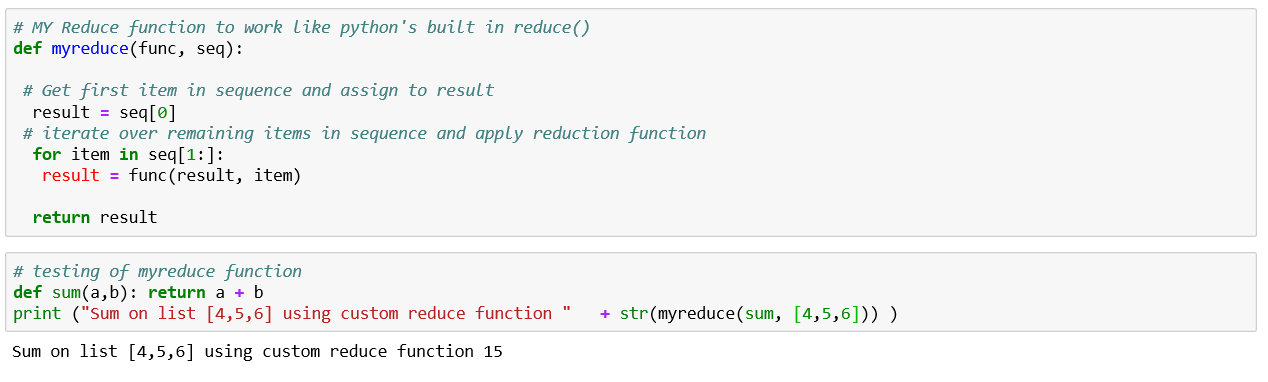 # MY Reduce function to work like python's built in reduce()
def myreduce(func, seq):
 # Get first item in sequence and assign to result
  result = seq[0]
 # iterate over remaining items in sequence and apply reduction function
  for item in seq[1:]:
   result = func(result, item)
  return result
# testing of myreduce function
def sum(a,b): return a + b
print ("Sum on list [4,5,6] using custom reduce function "   + str(myreduce(sum, [4,5,6])) )
Sum on list [4,5,6] using custom reduce function 15